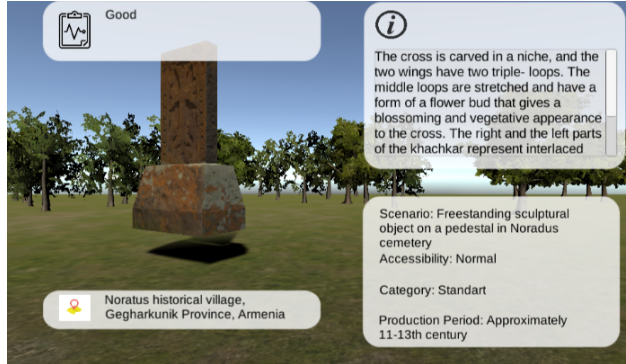 Good
The cross is carved in a niche, and the
two wings have two triple- loops. The
middle loops are stretched and have a
form of a flower bud that gives a
blossoming and vegetative appearance
to the cross. The right and the left parts
of the khachkar represent interlaced
Scenario: Freestanding sculptural
object on a pedestal in Noradus
cemetery
Accessibility: Normal
Category: Standart
Production Period: Approximately
11-13th century
Noratus historical village,
Gegharkunik Province, Armenia